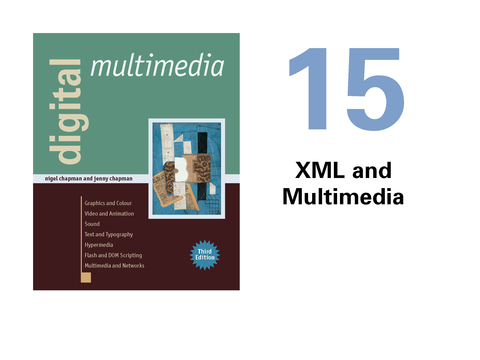 digital
multimedia
nigel chapman and jenny chapman
Graphics and Colour
Video and Animation
Sound
Text and Typography
Hypermedia
Flash and DOM Scripting
Multimedia and Networks
Third
Edition
15
XML and
Multimedia